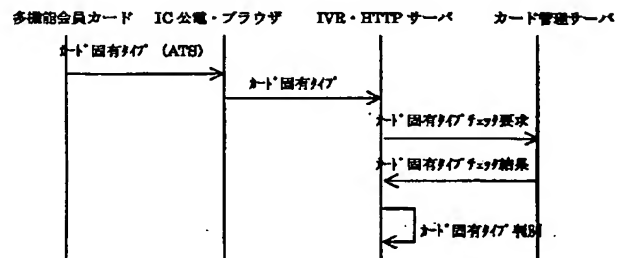 多機能会員カード IC公電・ブラウザ IVR・HTTPサーバ カード管理サーバ
カード固有タイプ (ATS)
カード固有タイプ
カード固有タイプチェック要求
カード固有タイプチェック結果
カード固有タイプ判別